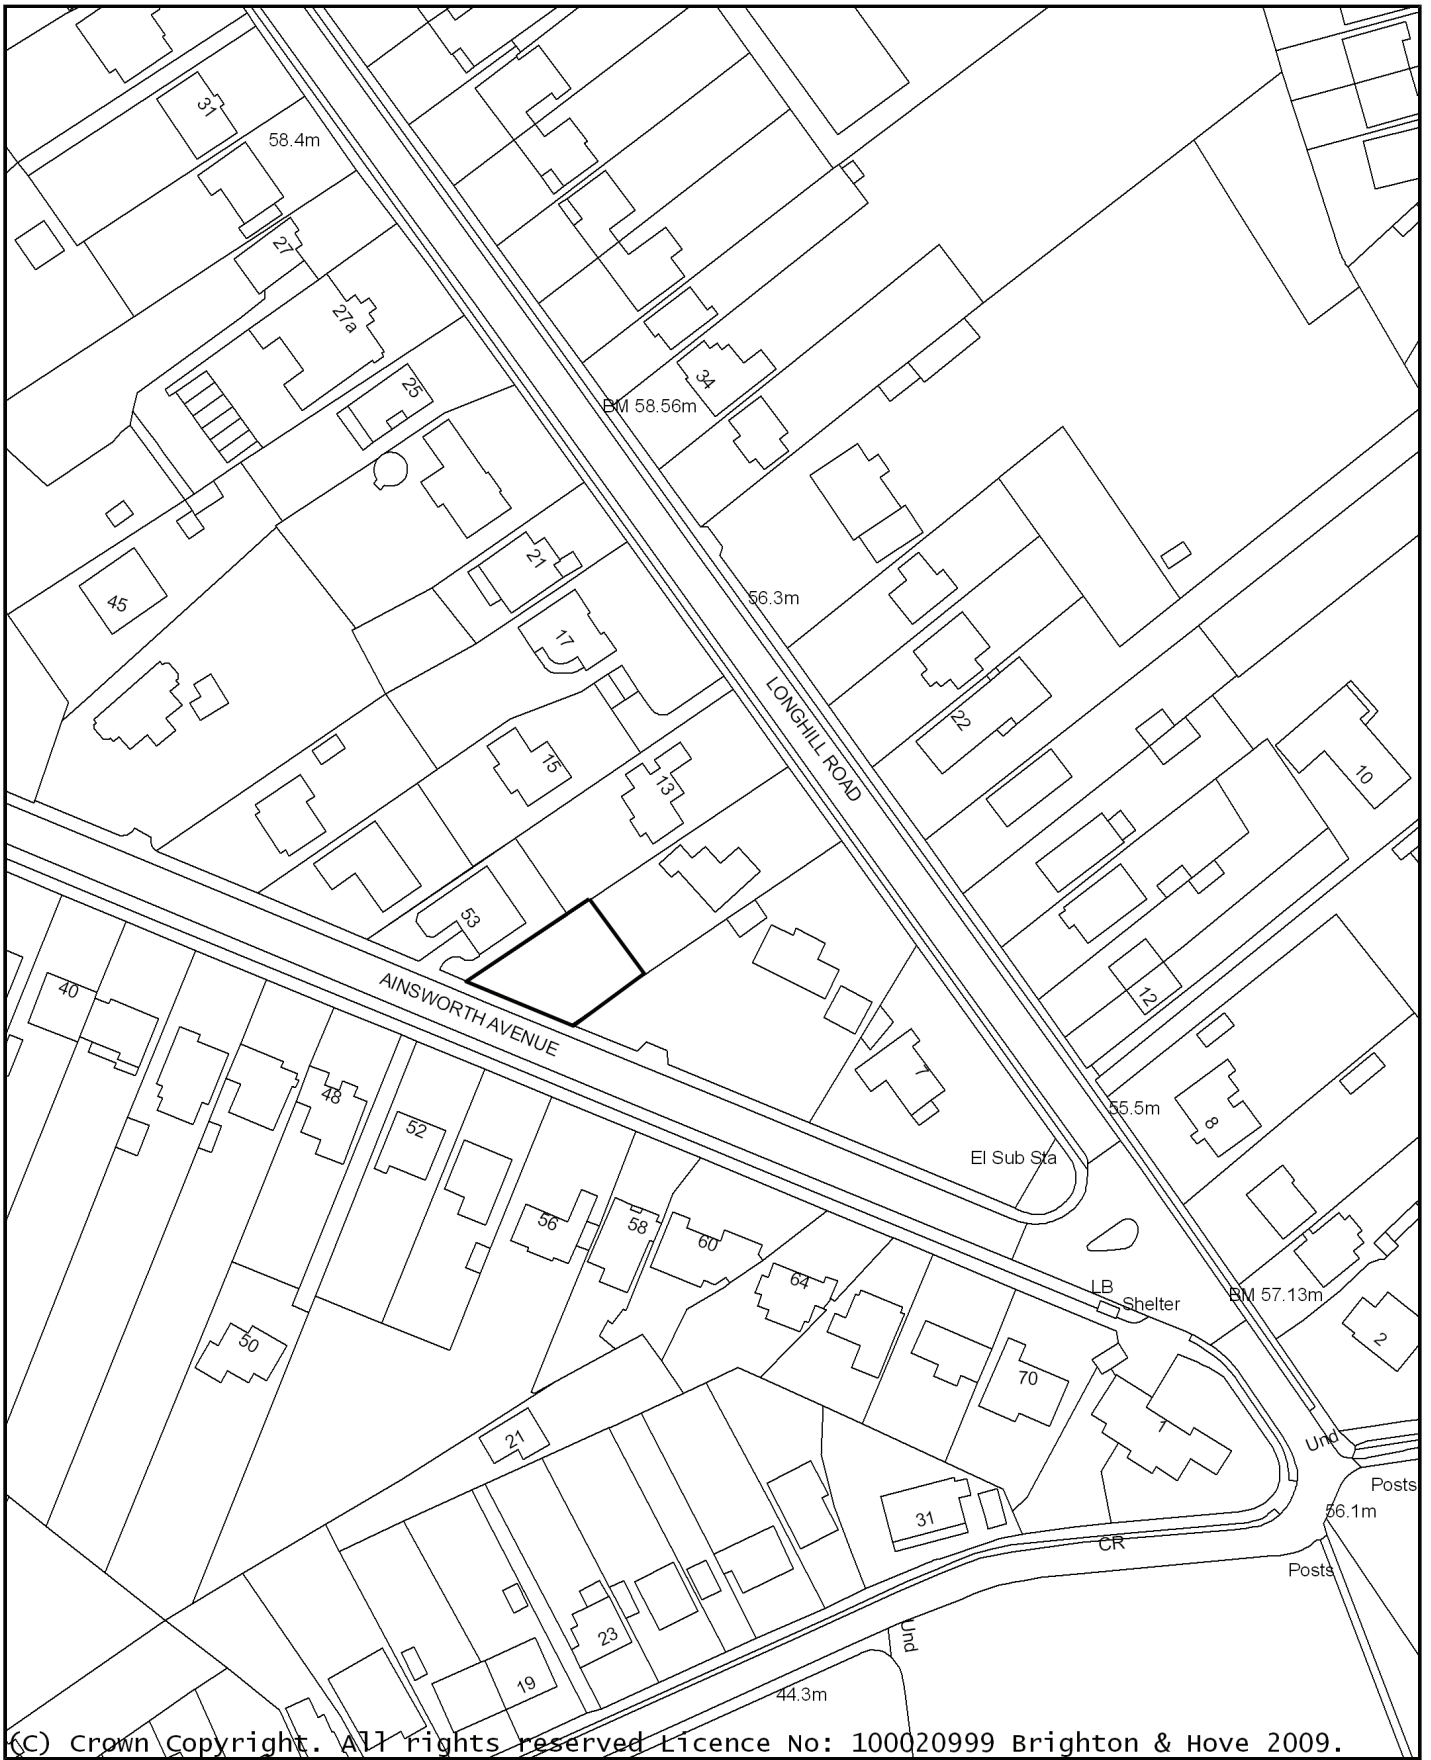 31
58.4m
27
27a
25
34
BM 58.56m
21
45
56.3m
17
LONGHILL ROAD
22
15
13
10
53
AINSWORTH AVENUE
40
12
48
52
7
55.5m
8
El Sub Sta
56
58
60
64
LB
Shelter
BM 57.13m
2
50
70
1
21
Und
Posts
31
56.1m
CR
Posts
23
Und
19
44.3m
(C) Crown Copyright. All rights reserved Licence No: 100020999 Brighton & Hove 2009.